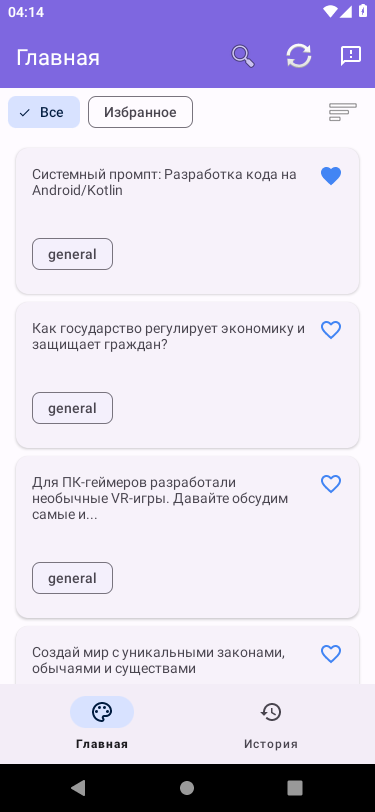 04:14
Главная
Все
Избранное
Системный промпт: Разработка кода на
Android/Kotlin
general
Как государство регулирует экономику и
защищает граждан?
general
Для ПК-геймеров разработали
необычные VR-игры. Давайте обсудим
самые и...
general
Создай мир с уникальными законами,
обычаями и существами
Главная
История